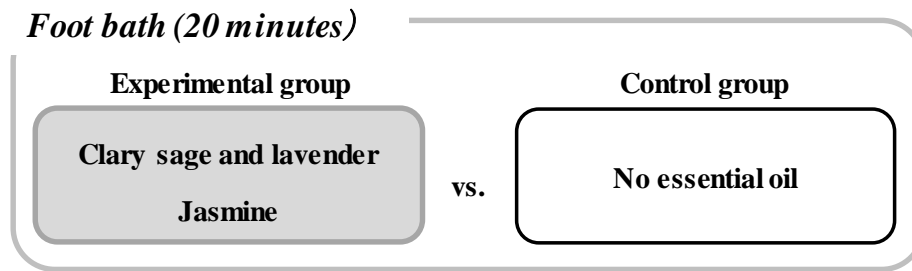 Foot bath (20 minutes)
Experimental group
Control group
Clary sage and lavender
Jasmine
vs.
No essential oil